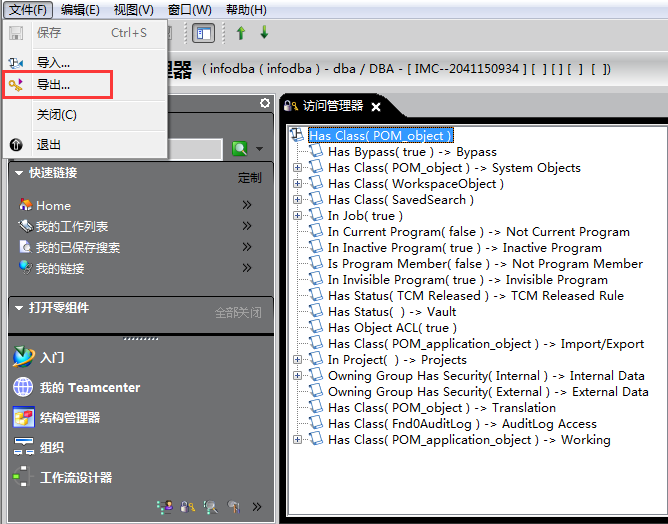 文件(F) 编辑(E) 视图(V) 窗口(W) 帮助(H)
保存 Ctrl+S
导入...
导出...
关闭(C)
退出
理器 ( infodba ( infodba ) - dba / DBA - [ IMC--2041150934 ] [ ] [ ] [ ] [ ])
快速链接 定制
Home
我的工作列表
我的已保存搜索
我的链接
打开零组件 全部关闭
入门
我的 Teamcenter
结构管理器
组织
工作流设计器
访问管理器
Has Class( POM_object )
Has Bypass( true ) -> Bypass
Has Class( POM_object ) -> System Objects
Has Class( WorkspaceObject )
Has Class( SavedSearch )
In Job( true )
In Current Program( false ) -> Not Current Program
In Inactive Program( true ) -> Inactive Program
Is Program Member( false ) -> Not Program Member
In Invisible Program( true ) -> Invisible Program
Has Status( TCM Released ) -> TCM Released Rule
Has Status( ) -> Vault
Has Object ACL( true )
Has Class( POM_application_object ) -> Import/Export
In Project( ) -> Projects
Owning Group Has Security( Internal ) -> Internal Data
Owning Group Has Security( External ) -> External Data
Has Class( POM_object ) -> Translation
Has Class( Fnd0AuditLog ) -> AuditLog Access
Has Class( POM_application_object ) -> Working